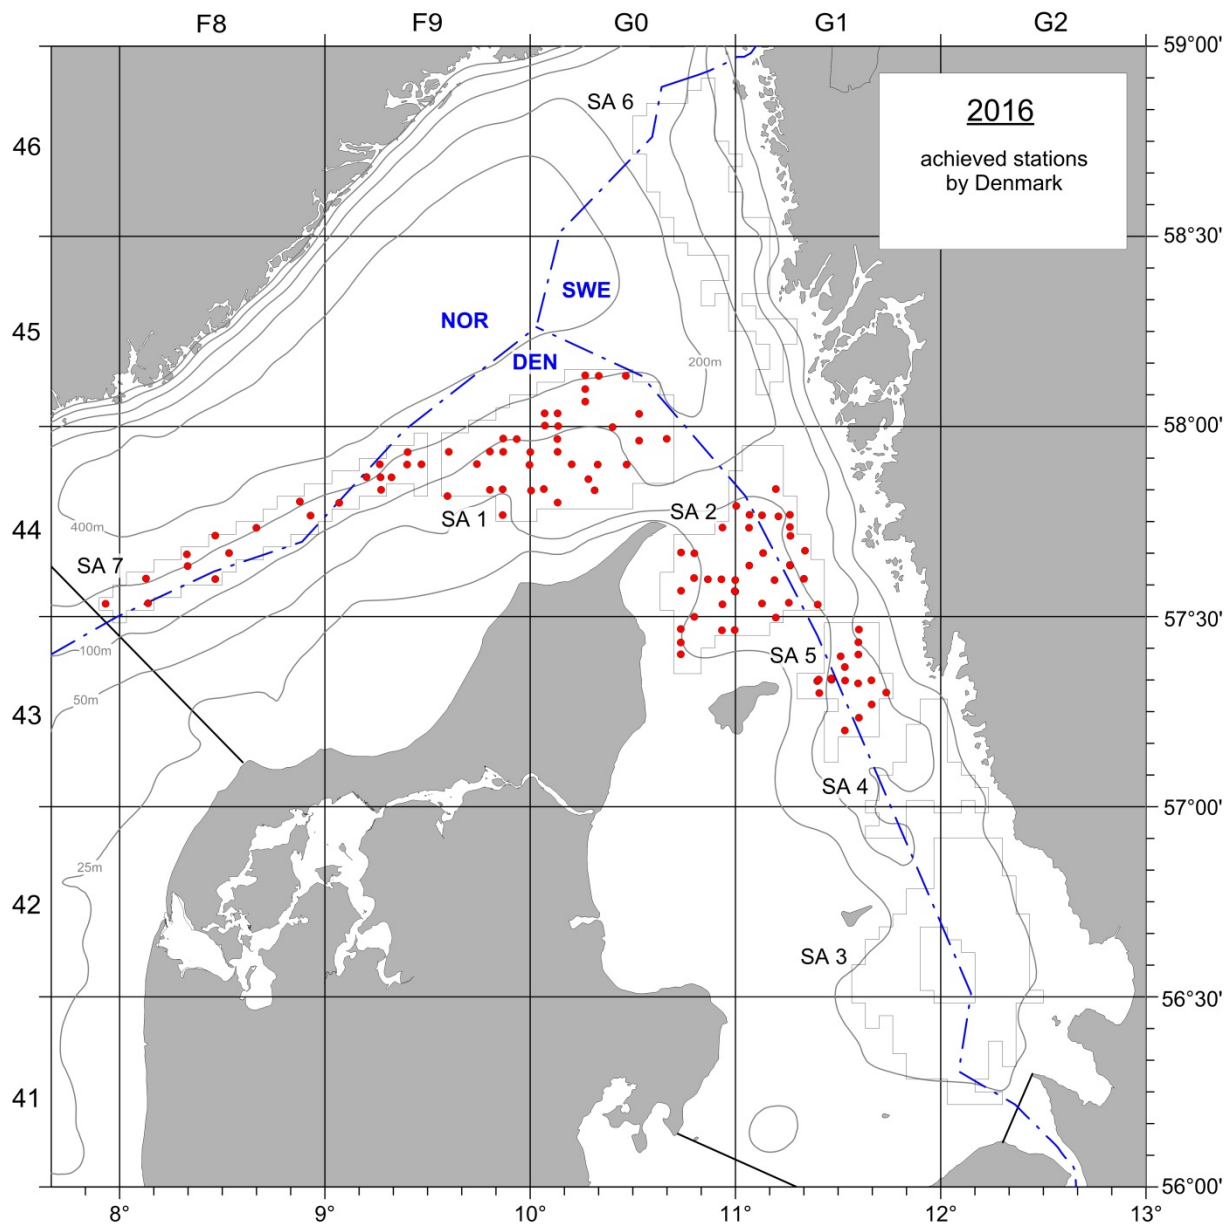 F8 F9 G0 G1 G2
59°00'
2016
achieved stations
by Denmark
SA 6
46
58°30'
SWE
NOR
45
DEN
200m
58°00'
SA 1
SA 2
400m
44
SA 7
57°30'
100m
SA 5
50m
43
SA 4
57°00'
25m
42
SA 3
56°30'
41
56°00'
8° 9° 10° 11° 12° 13°